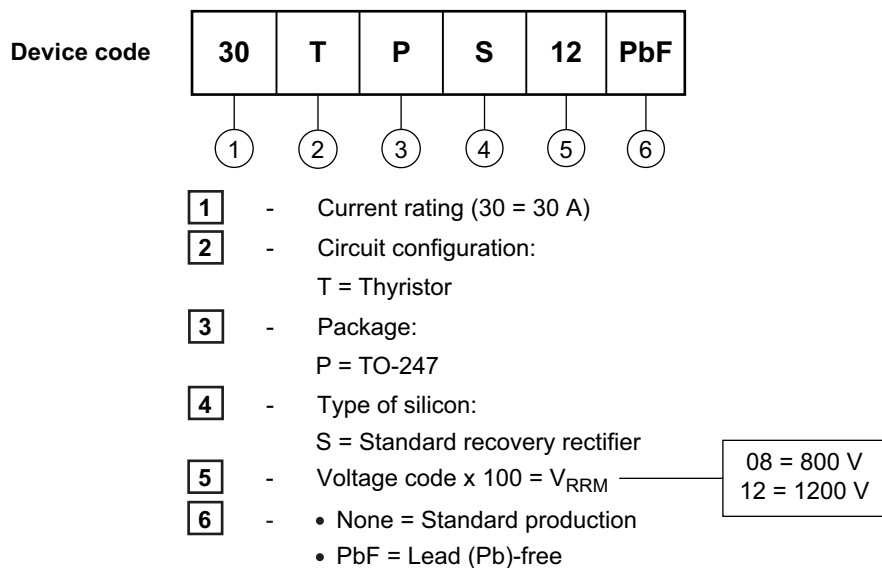 Device code 30 T P S 12 PbF
1 2 3 4 5 6
1 - Current rating (30 = 30 A)
2 - Circuit configuration:
T = Thyristor
3 - Package:
P = TO-247
4 - Type of silicon:
S = Standard recovery rectifier
5 - Voltage code x 100 = VRRM
08 = 800 V
12 = 1200 V
6 - • None = Standard production
• PbF = Lead (Pb)-free